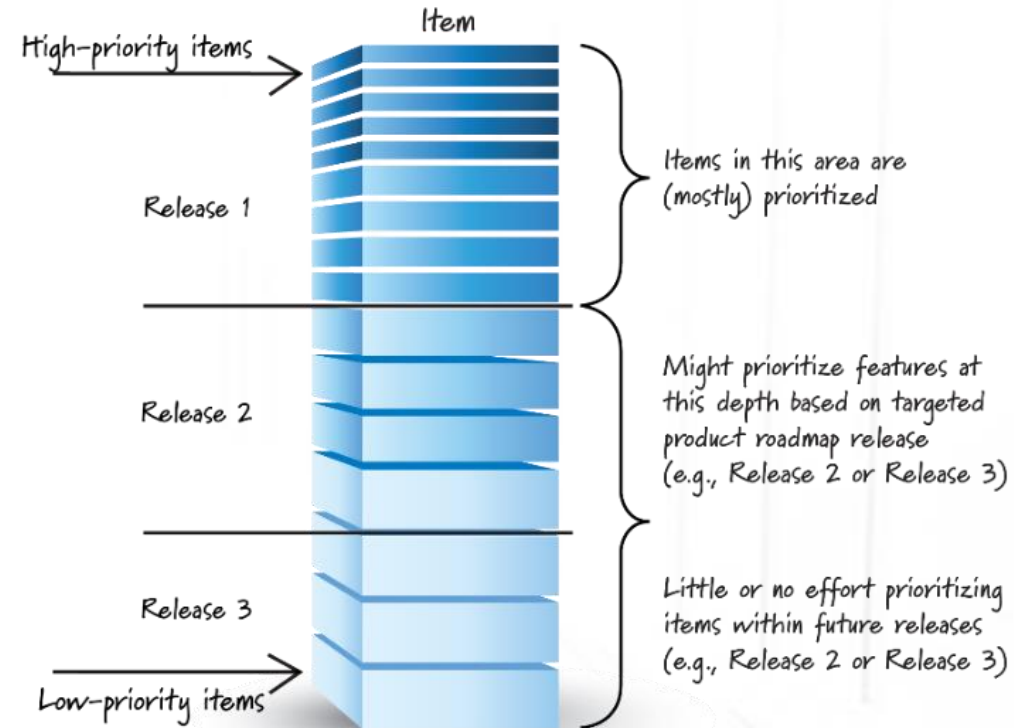 Item
High-priority items
Items in this area are
(mostly) prioritized
Release 1
Might prioritize features at
this depth based on targeted
product roadmap release
(e.g., Release 2 or Release 3)
Release 2
Little or no effort prioritizing
items within future releases
(e.g., Release 2 or Release 3)
Release 3
Low-priority items